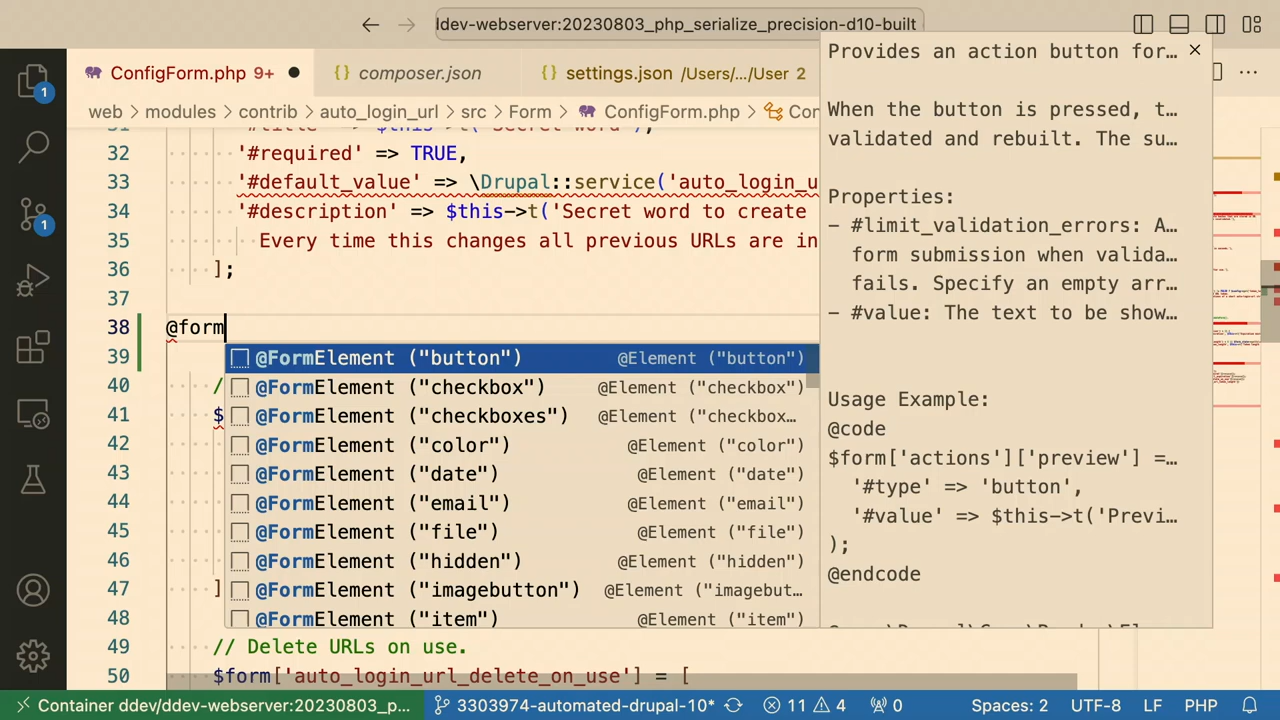 ddev-webserver:20230803_php_serialize_precision-d10-built
ConfigForm.php 9+
composer.json
settings.json /Users/.../User 2
web modules contrib auto_login_url src Form ConfigForm.php
32 '#required' => TRUE,
33 '#default_value' => \Drupal::service('auto_login_u
34 '#description' => $this->t('Secret word to create
35 Every time this changes all previous URLs are in
36 ];
37
38 @form
39
40 /
41 $
42
43
44
45
46
47 ]
48
49 // Delete URLs on use.
50 $form['auto_login_url_delete_on_use'] = [
@FormElement ("button") @Element ("button")
@FormElement ("checkbox") @Element ("checkbox")
@FormElement ("checkboxes") @Element ("checkbox...
@FormElement ("color") @Element ("color")
@FormElement ("date") @Element ("date")
@FormElement ("email") @Element ("email")
@FormElement ("file") @Element ("file")
@FormElement ("hidden") @Element ("hidden")
@FormElement ("imagebutton") @Element ("imagebut...
@FormElement ("item") @Element ("item")
Provides an action button for...
When the button is pressed, t...
validated and rebuilt. The su...
Properties:
- #limit_validation_errors: A...
form submission when valida...
fails. Specify an empty arr...
- #value: The text to be show...
Usage Example:
@code
$form['actions']['preview'] =...
'#type' => 'button',
'#value' => $this->t('Previ...
);
@endcode
1
1
Container ddev/ddev-webserver:20230803_p... 3303974-automated-drupal-10* 11 4 0 Spaces: 2 UTF-8 LF PHP